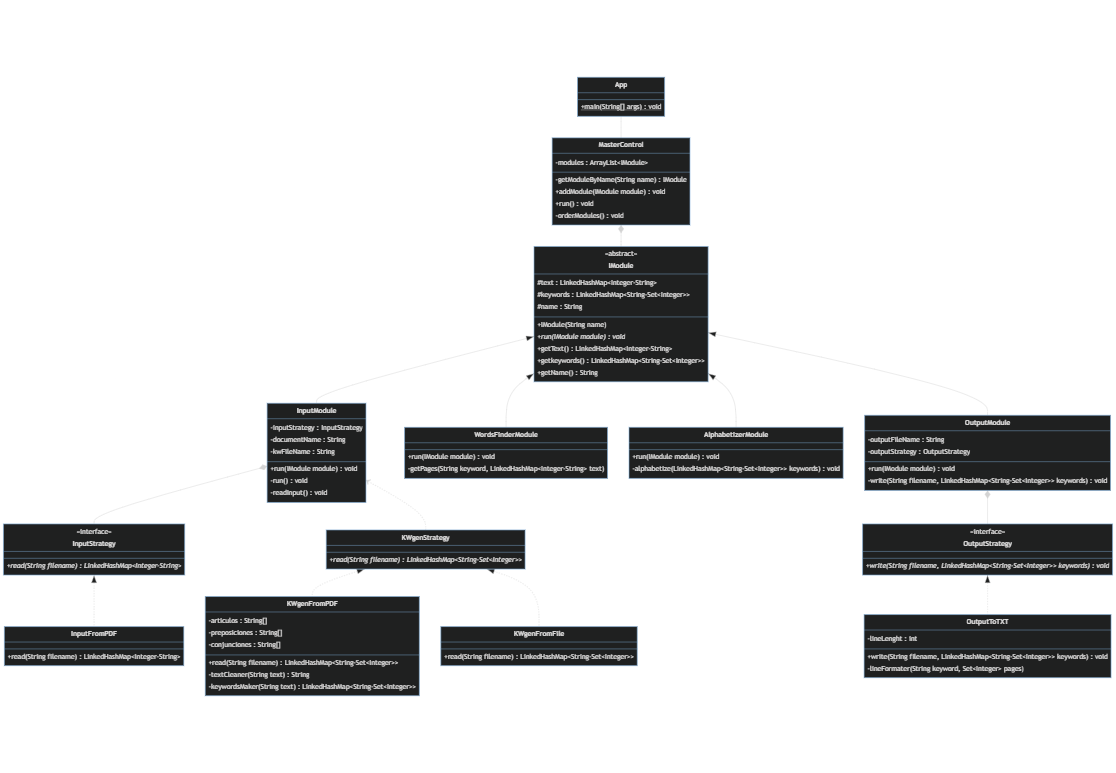 App
+main(String[] args) : void
MasterControl
-modules : ArrayList<IModule>
-getModuleByName(String name) : IModule
+addModule(IModule module) : void
+run() : void
-orderModules() : void
«abstract»
IModule
#text : LinkedHashMap<Integer-String>
#keywords : LinkedHashMap<String-Set<Integer>>
#name : String
+IModule(String name)
+run(IModule module) : void
+getText() : LinkedHashMap<Integer-String>
+getkeywords() : LinkedHashMap<String-Set<Integer>>
+getName() : String
InputModule
-inputStrategy : InputStrategy
-documentName : String
-kwFileName : String
+run(IModule module) : void
-run() : void
-readInput() : void
WordsFinderModule
+run(IModule module) : void
-getPages(String keyword, LinkedHashMap<Integer-String> text)
AlphabetizerModule
+run(IModule module) : void
-alphabetize(LinkedHashMap<String-Set<Integer>> keywords) : void
OutputModule
-outputFileName : String
-outputStrategy : OutputStrategy
+run(IModule module) : void
-write(String filename, LinkedHashMap<String-Set<Integer>> keywords) : void
«interface»
InputStrategy
+read(String filename) : LinkedHashMap<Integer-String>
KWgenStrategy
+read(String filename) : LinkedHashMap<String-Set<Integer>>
«interface»
OutputStrategy
+write(String filename, LinkedHashMap<String-Set<Integer>> keywords) : void
InputFromPDF
+read(String filename) : LinkedHashMap<Integer-String>
KWgenFromPDF
-articulos : String[]
-preposiciones : String[]
-conjunciones : String[]
+read(String filename) : LinkedHashMap<String-Set<Integer>>
-textCleaner(String text) : String
-keywordsMaker(String text) : LinkedHashMap<String-Set<Integer>>
KWgenFromFile
+read(String filename) : LinkedHashMap<String-Set<Integer>>
OutputToTXT
-lineLenght : int
+write(String filename, LinkedHashMap<String-Set<Integer>> keywords) : void
-lineFormater(String keyword, Set<Integer> pages)